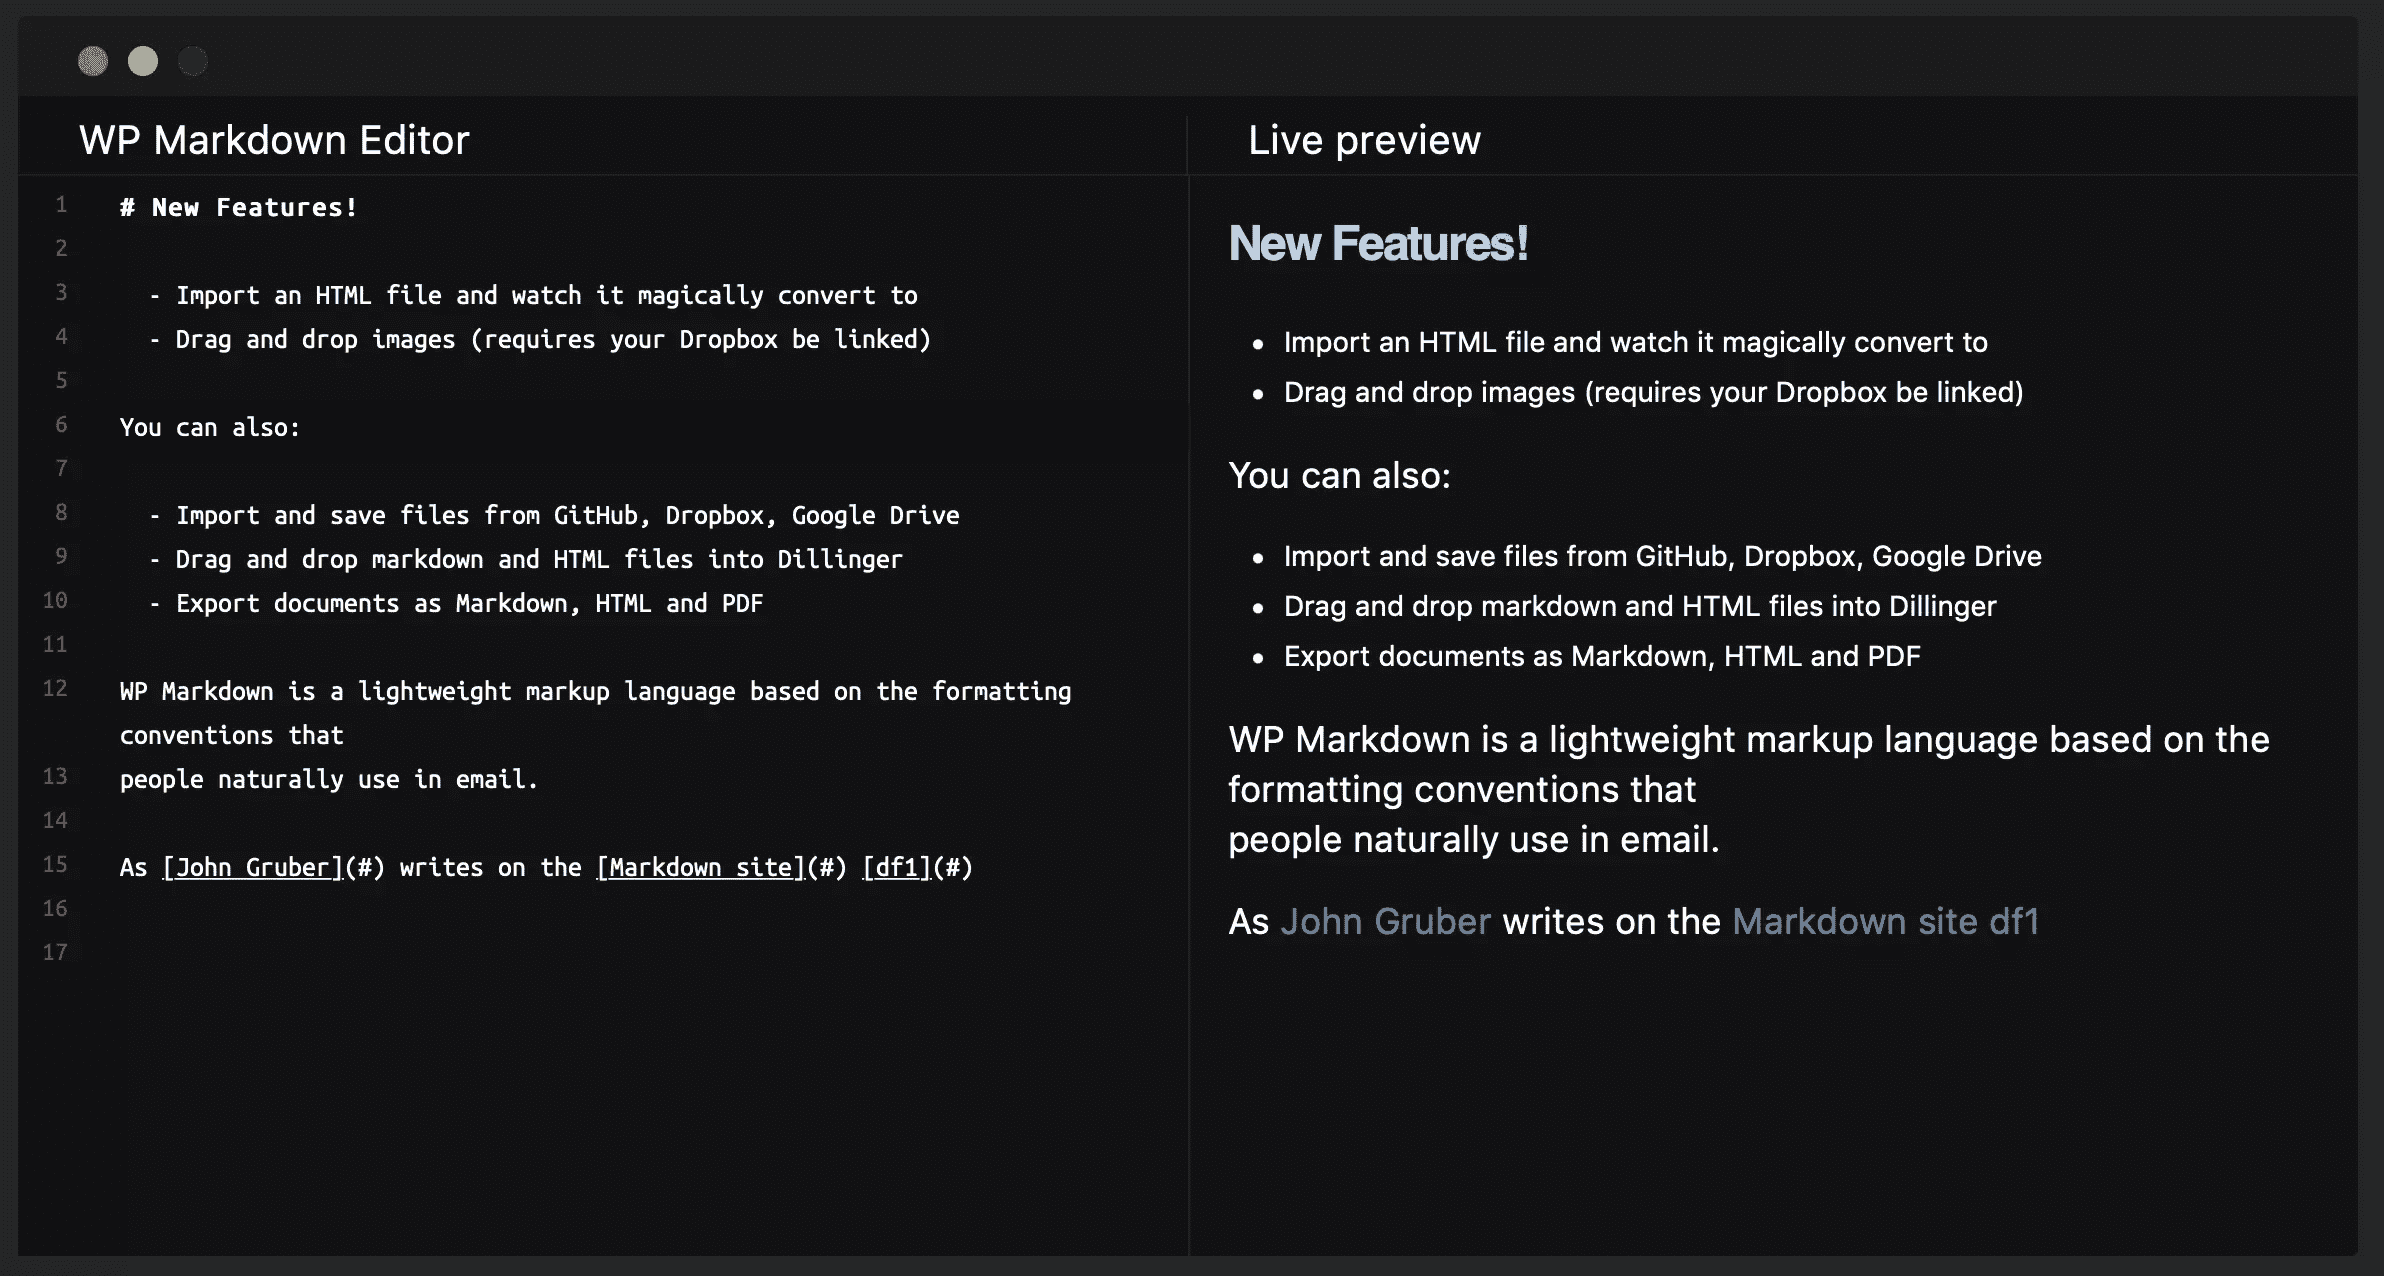 WP Markdown Editor
1 # New Features!
2
3 - Import an HTML file and watch it magically convert to
4 - Drag and drop images (requires your Dropbox be linked)
5
6 You can also:
7
8 - Import and save files from GitHub, Dropbox, Google Drive
9 - Drag and drop markdown and HTML files into Dillinger
10 - Export documents as Markdown, HTML and PDF
11
12 WP Markdown is a lightweight markup language based on the formatting
conventions that
13 people naturally use in email.
14
15 As [John Gruber](#) writes on the [Markdown site](#) [df1](#)
16
17
Live preview
New Features!
• Import an HTML file and watch it magically convert to
• Drag and drop images (requires your Dropbox be linked)
You can also:
• Import and save files from GitHub, Dropbox, Google Drive
• Drag and drop markdown and HTML files into Dillinger
• Export documents as Markdown, HTML and PDF
WP Markdown is a lightweight markup language based on the
formatting conventions that
people naturally use in email.
As John Gruber writes on the Markdown site df1